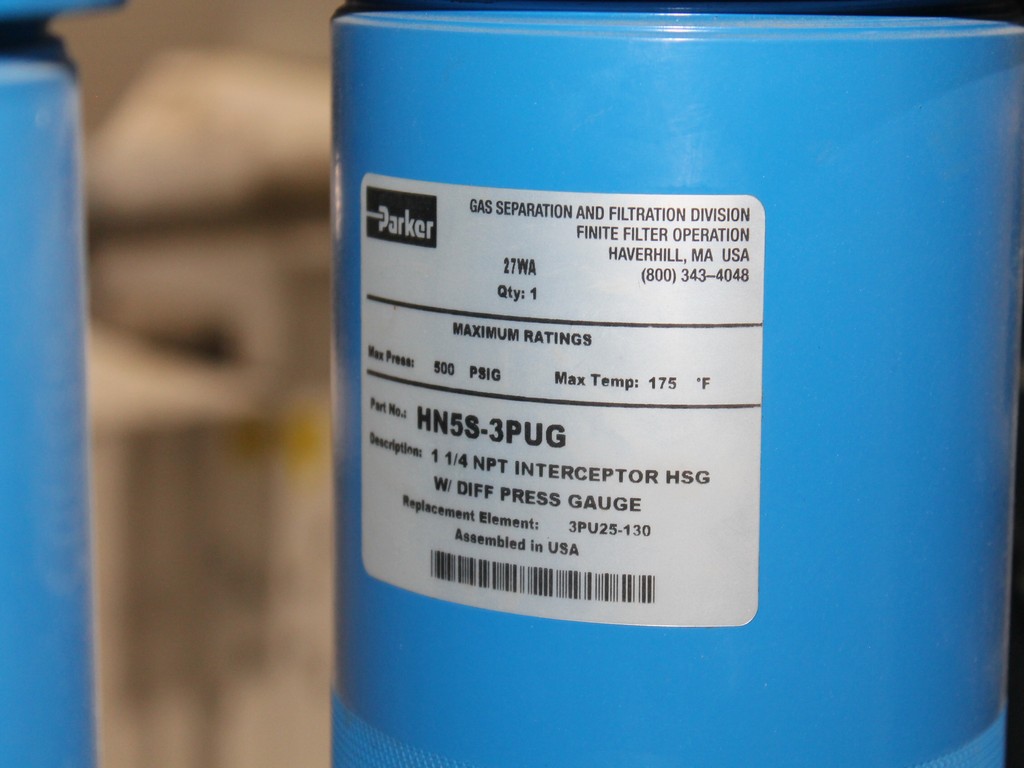 Parker
GAS SEPARATION AND FILTRATION DIVISION
FINITE FILTER OPERATION
HAVERHILL, MA USA
(800) 343-4048
27WA
Qty: 1
MAXIMUM RATINGS
Max Press: 500 PSIG Max Temp: 175 °F
Part No.: HN5S-3PUG
Description: 1 1/4 NPT INTERCEPTOR HSG
W/ DIFF PRESS GAUGE
Replacement Element: 3PU25-130
Assembled in USA